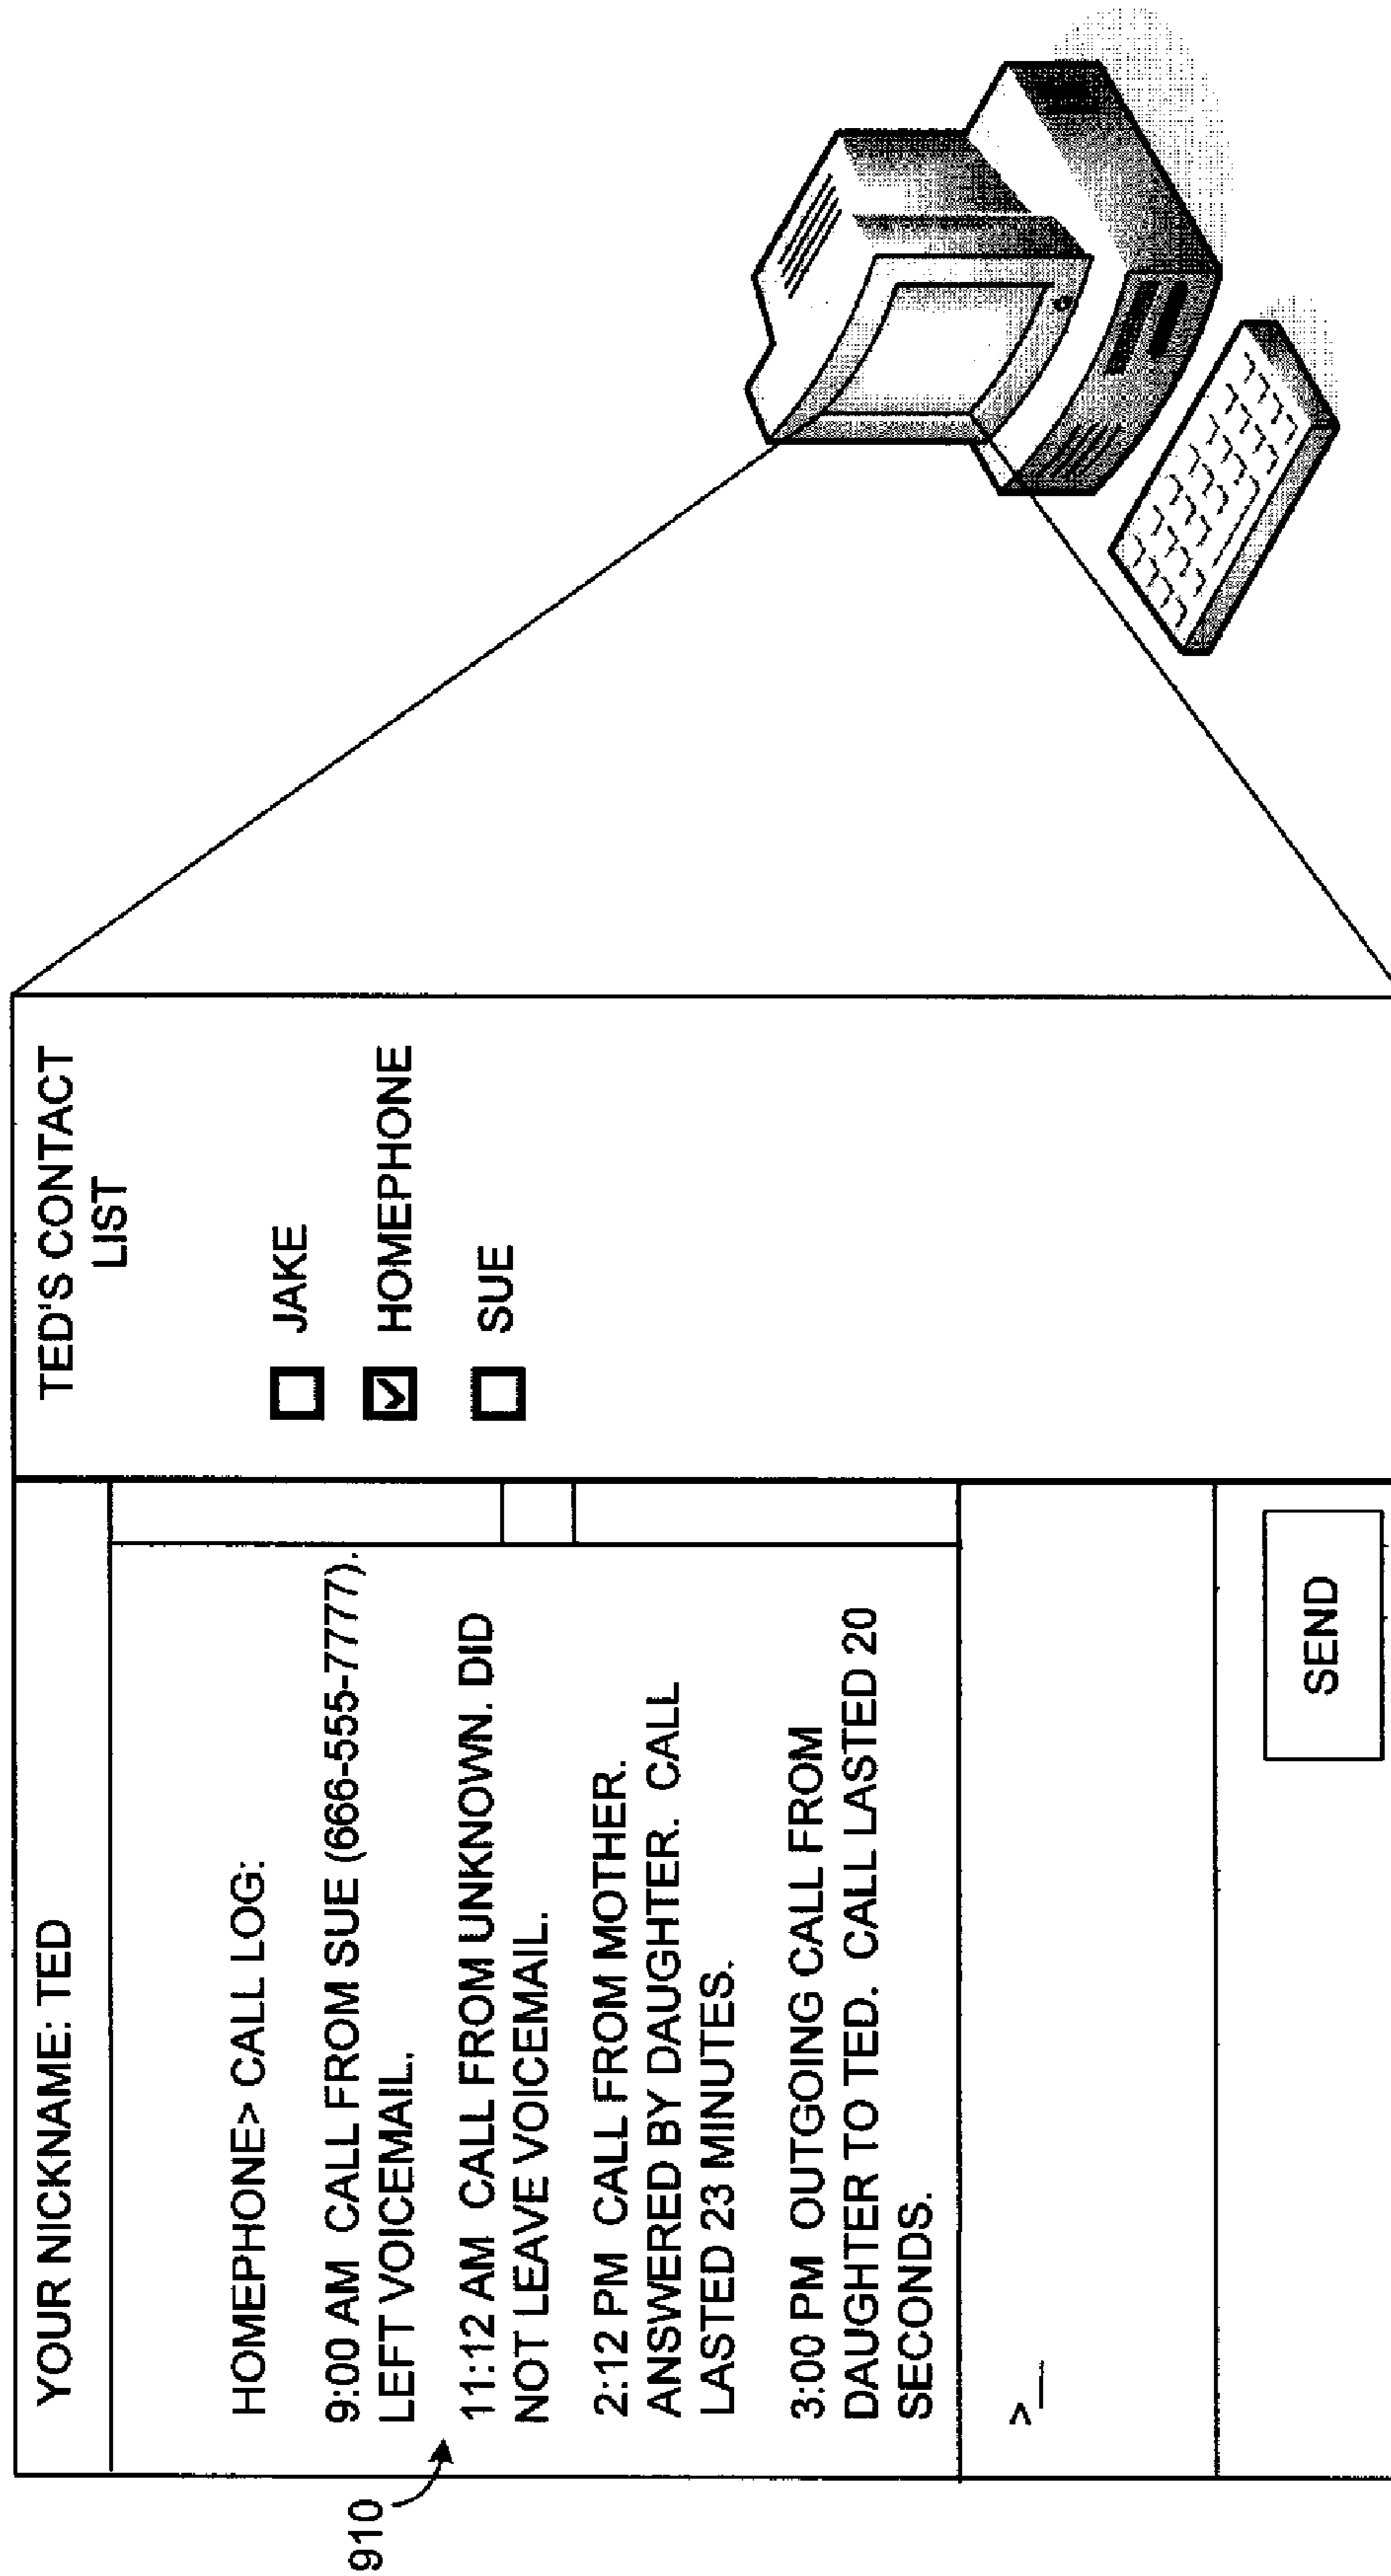 YOUR NICKNAME: TED
HOMEPHONE> CALL LOG:
9:00 AM CALL FROM SUE (666-555-7777).
LEFT VOICEMAIL.
11:12 AM CALL FROM UNKNOWN. DID
NOT LEAVE VOICEMAIL.
2:12 PM CALL FROM MOTHER.
ANSWERED BY DAUGHTER. CALL
LASTED 23 MINUTES.
3:00 PM OUTGOING CALL FROM
DAUGHTER TO TED. CALL LASTED 20
SECONDS.
>_
SEND
TED'S CONTACT
LIST
JAKE
HOMEPHONE
SUE
910